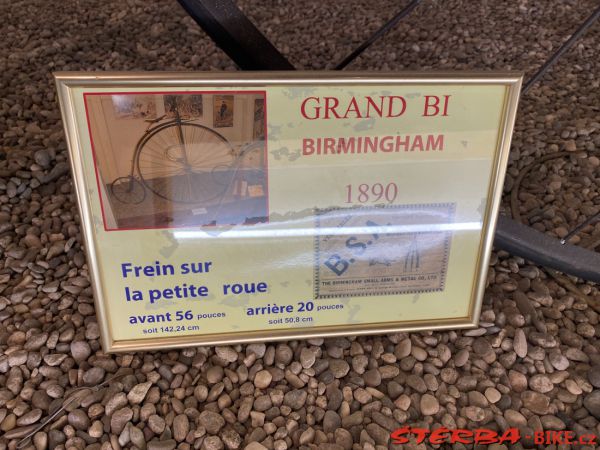 GRAND BI
BIRMINGHAM
1890
B.S.A.
THE BIRMINGHAM SMALL ARMS & METAL CO, LTD
Frein sur
la petite roue
avant 56 pouces
soit 142.24 cm
arrière 20 pouces
soit 50,8 cm
STERBA-BIKE.cz